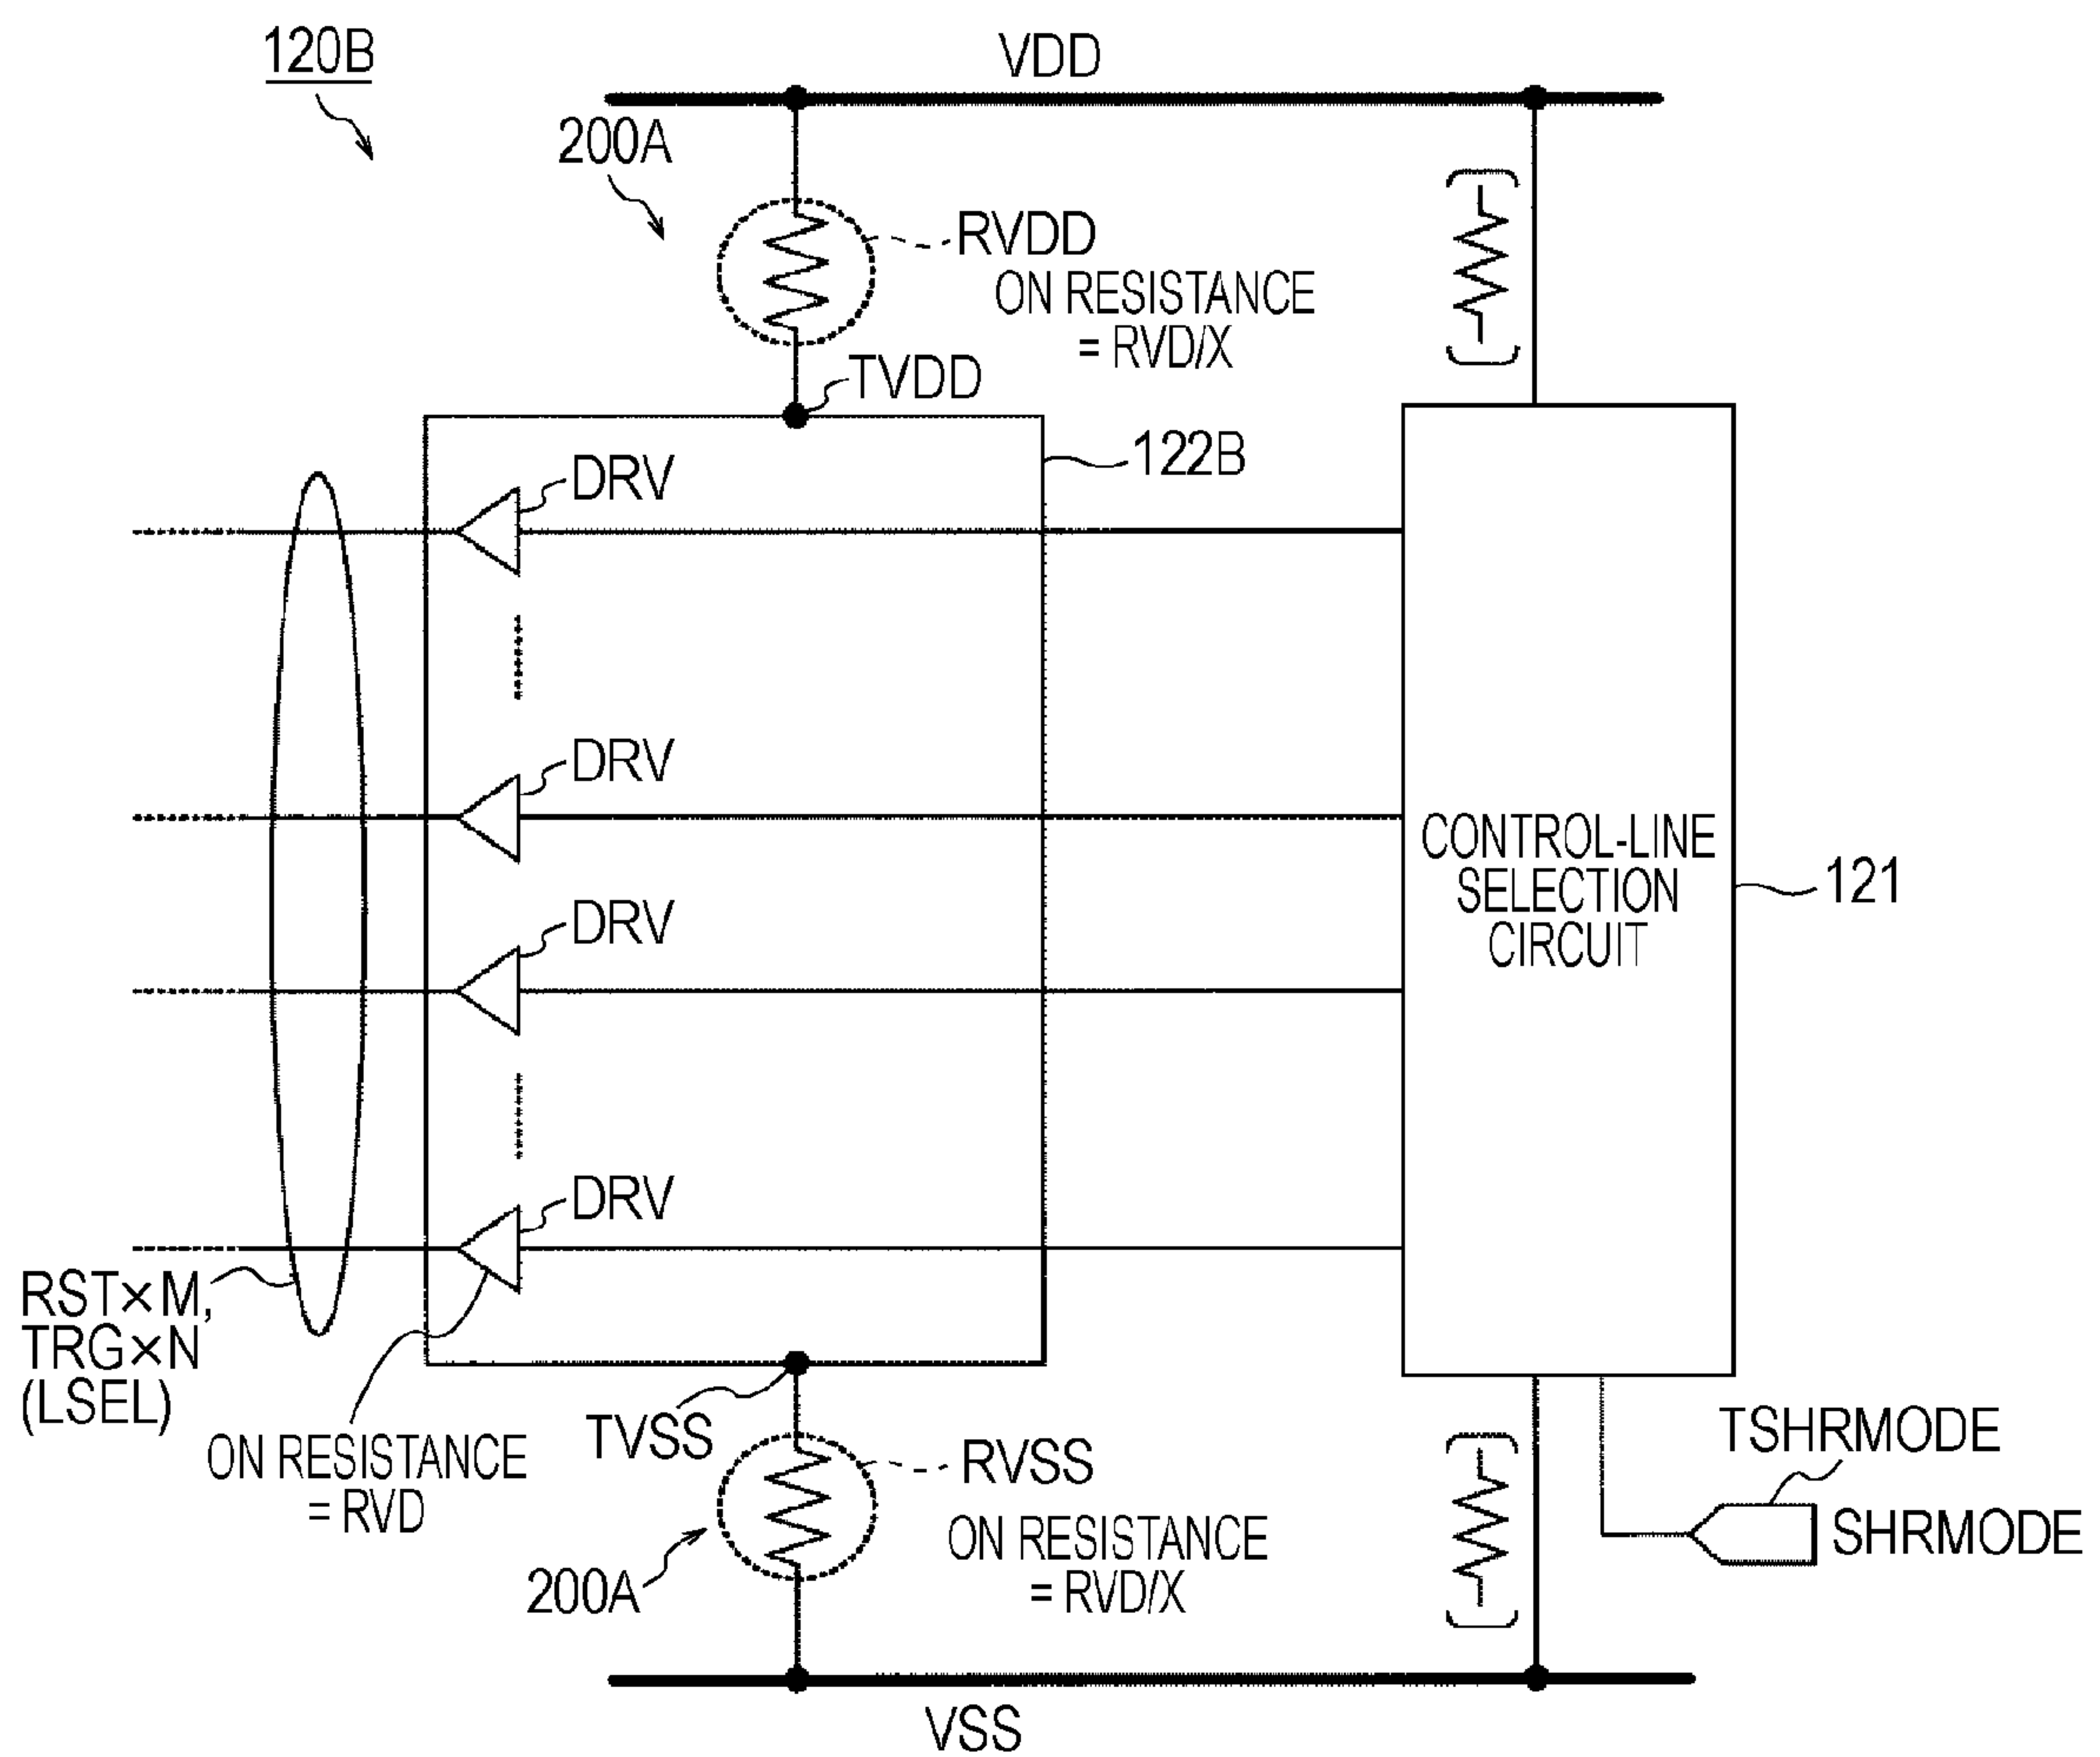 120B
VDD
200A
RVDD
ON RESISTANCE
= RVD/X
TVDD
122B
DRV
DRV
CONTROL-LINE
SELECTION
CIRCUIT
121
DRV
DRV
RST×M,
TRG×N
(LSEL)
ON RESISTANCE
= RVD
TVSS
RVSS
ON RESISTANCE
= RVD/X
200A
TSHRMODE
SHRMODE
VSS